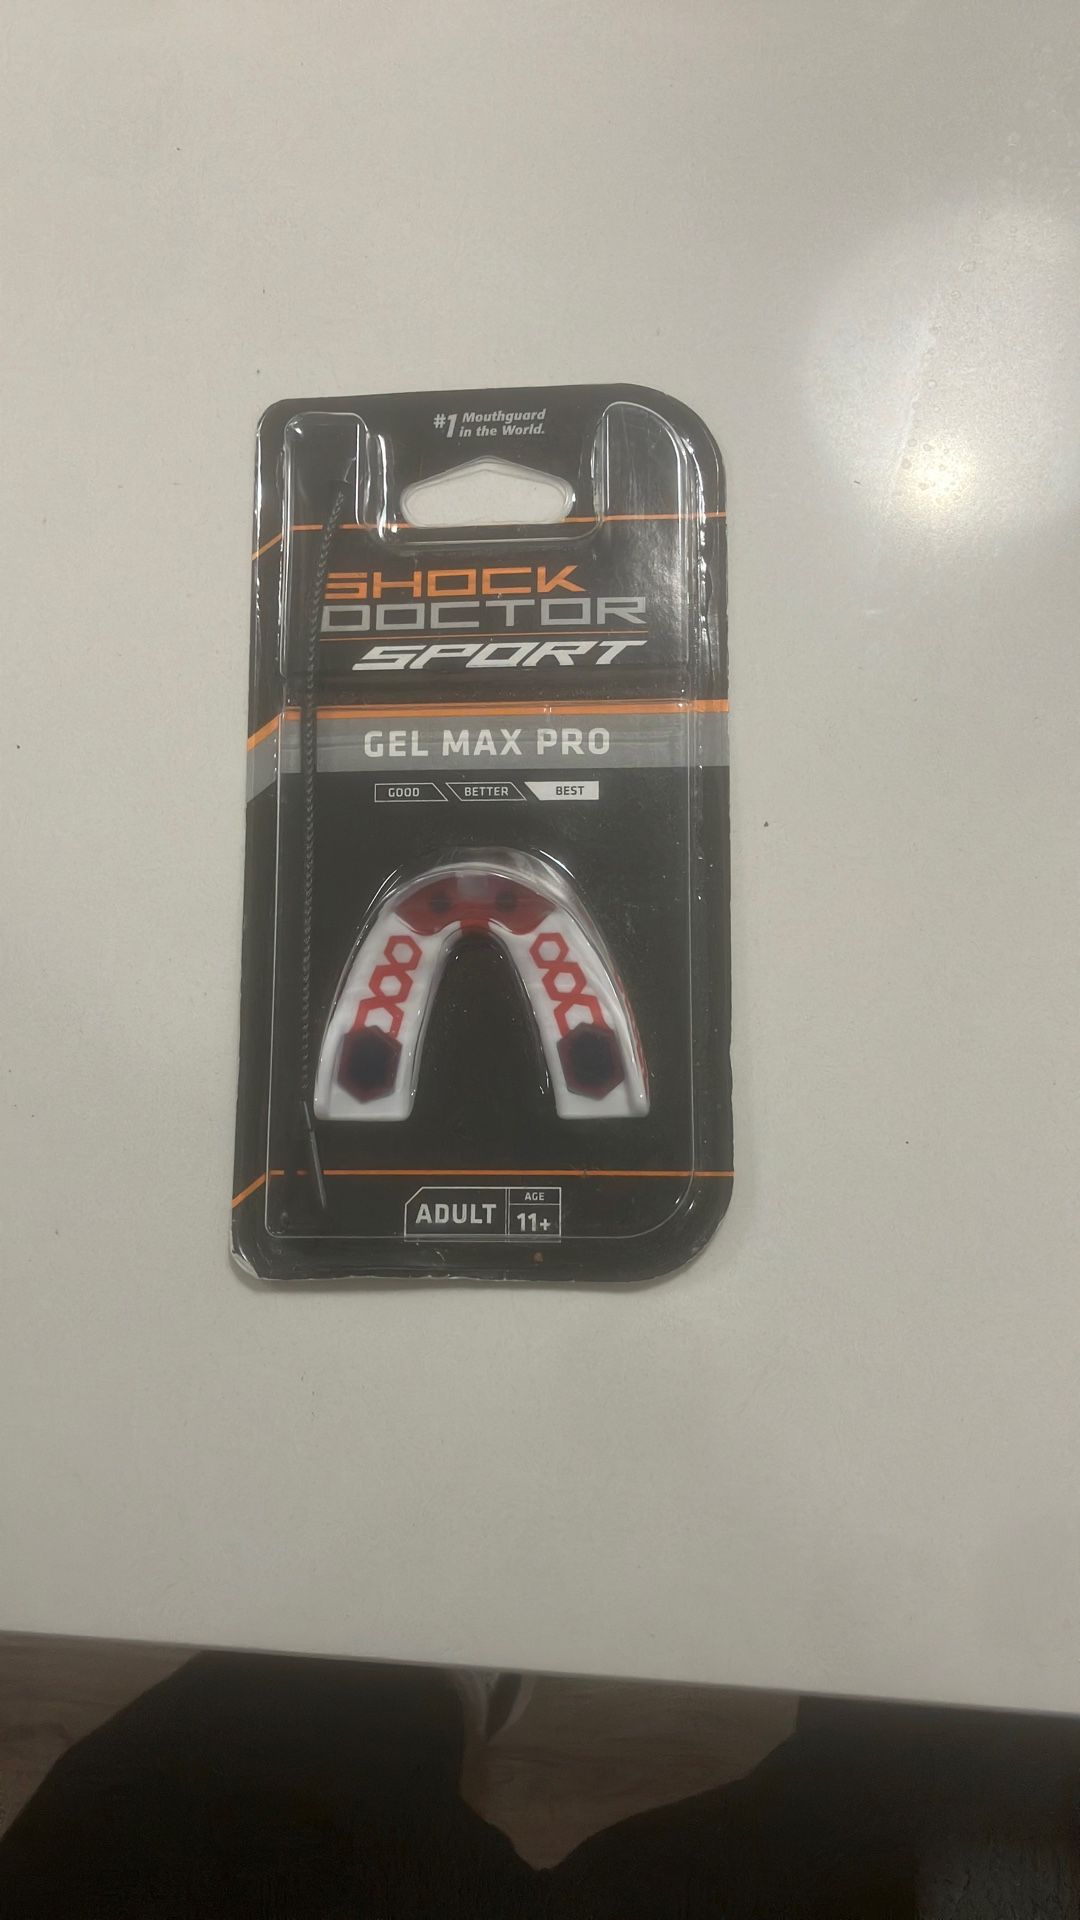 #1 Mouthguard
in the World.
SHOCK
DOCTOR
SPORT
GEL MAX PRO
GOOD BETTER BEST
ADULT AGE 11+